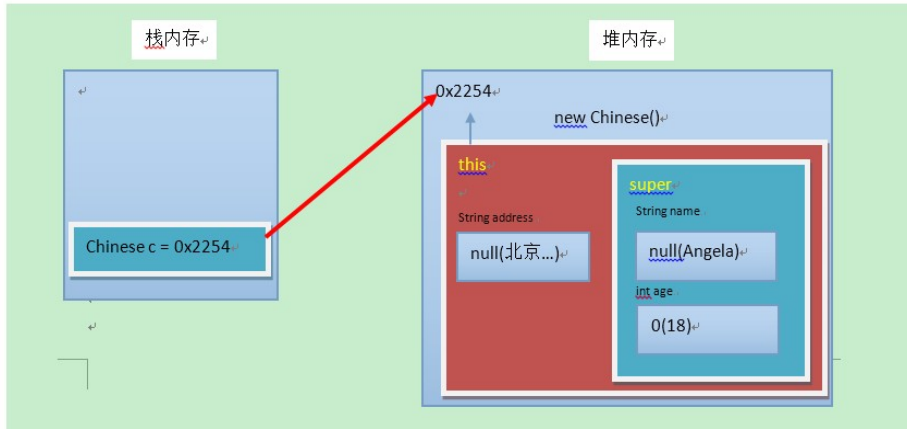 栈内存
堆内存
0x2254
new Chinese()
this
super
String address
String name
Chinese c = 0x2254
null(北京...)
null(Angela)
int age
0(18)